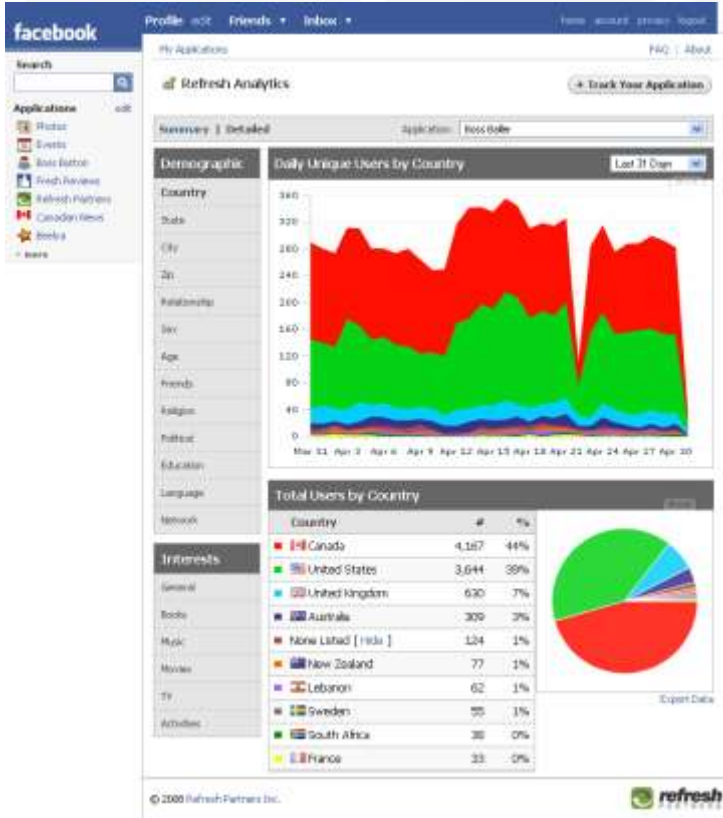 facebook
Profile edit Friends ▾ Inbox ▾
home account privacy logout
Search
Applications edit
Photos
Events
Boss Button
Fresh Reviews
Refresh Partners
Canadian News
more
My Applications
FAQ | About
Refresh Analytics
+ Track Your Application
Summary | Detailed
Application: Boss Baller
Demographic
Country
State
City
Zip
Relationship
Sex
Age
Friends
Religion
Political
Education
Language
Network
Interests
General
Books
Music
Movies
TV
Activities
Daily Unique Users by Country
Last 31 Days
360
320
280
240
200
160
120
80
40
0
Mar 31 Apr 3 Apr 6 Apr 9 Apr 12 Apr 15 Apr 18 Apr 21 Apr 24 Apr 27 Apr 30
Total Users by Country
Country # %
Canada 4,167 44%
United States 3,644 39%
United Kingdom 630 7%
Australia 309 3%
None Listed [ Hide ] 124 1%
New Zealand 77 1%
Lebanon 62 1%
Sweden 55 1%
South Africa 38 0%
France 33 0%
Export Data
© 2008 Refresh Partners Inc.
refresh
PARTNERS